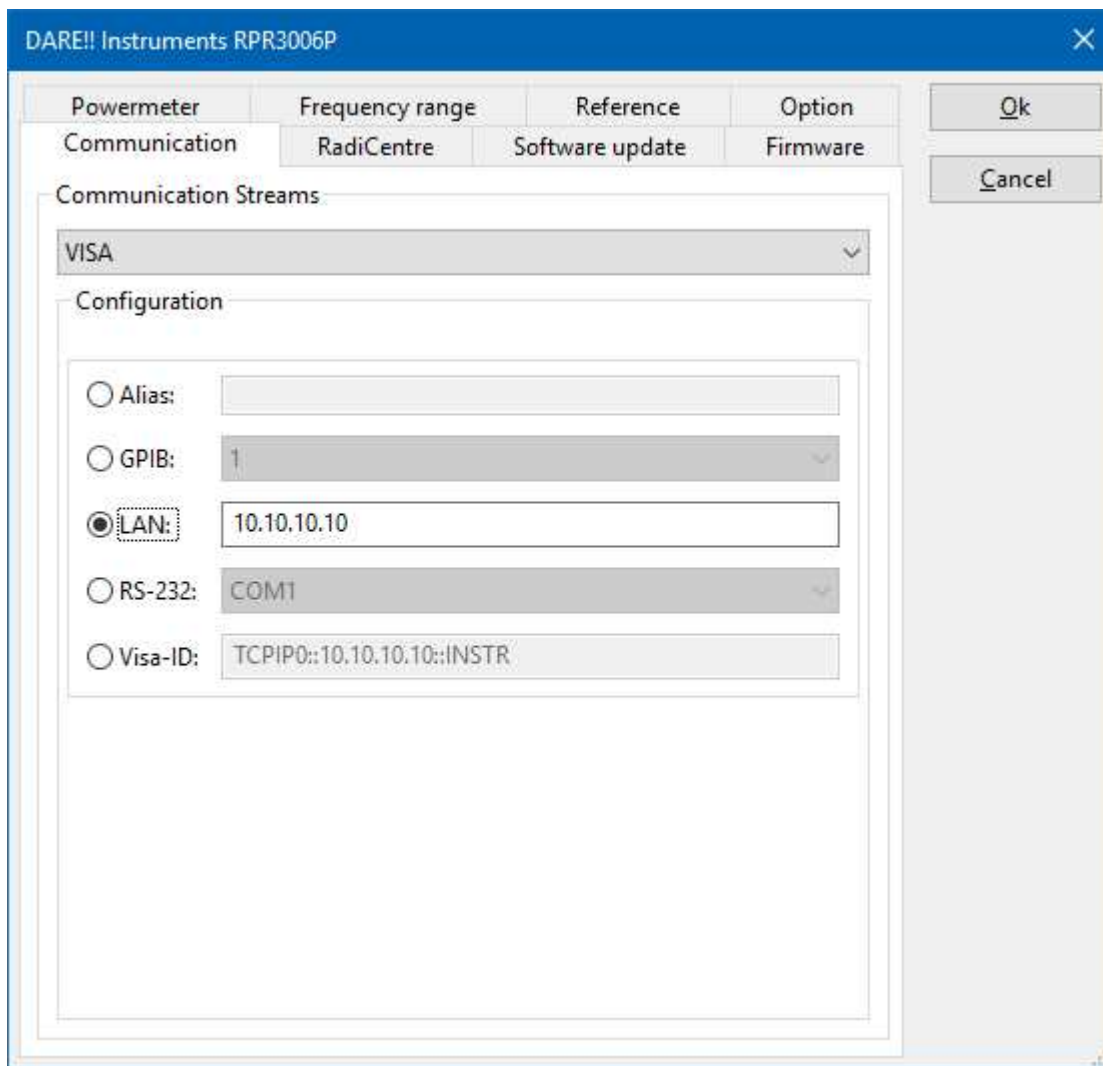 DARE!! Instruments RPR3006P
Powermeter Frequency range Reference Option
Communication RadiCentre Software update Firmware
Ok
Cancel
Communication Streams
VISA
Configuration
Alias:
GPIB: 1
LAN: 10.10.10.10
RS-232: COM1
Visa-ID: TCPIP0::10.10.10.10::INSTR